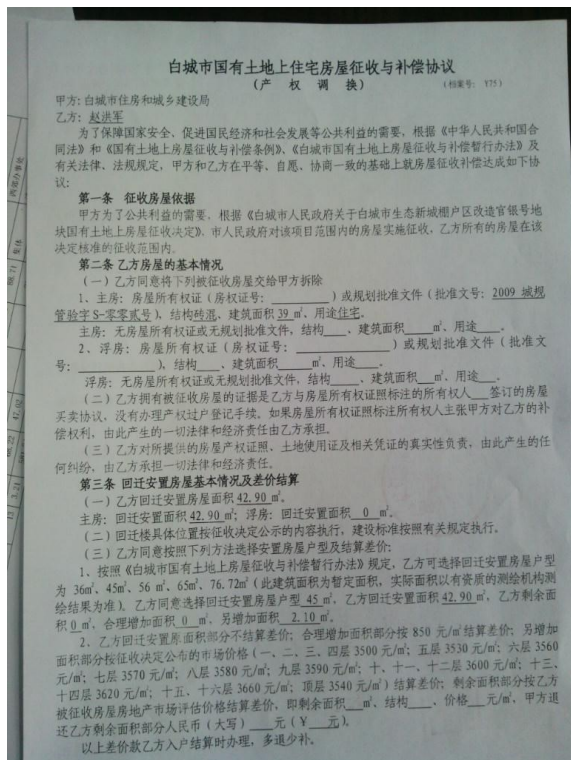 白城市国有土地上住宅房屋征收与补偿协议
（产 权 调 换）
（档案号： Y75）
甲方：白城市住房和城乡建设局
乙方：赵洪军
为了保障国家安全、促进国民经济和社会发展等公共利益的需要，根据《中华人民共和国合
同法》和《国有土地上房屋征收与补偿条例》、《白城市国有土地上房屋征收与补偿暂行办法》及
有关法律、法规规定，甲方和乙方在平等、自愿、协商一致的基础上就房屋征收补偿达成如下协
议：
第一条 征收房屋依据
甲方为了公共利益的需要，根据《白城市人民政府关于白城市生态新城棚户区改造官银号地
块国有土地上房屋征收决定》，市人民政府对该项目范围内的房屋实施征收，乙方所有的房屋在该
决定核准的征收范围内。
第二条 乙方房屋的基本情况
（一）乙方同意将下列被征收房屋交给甲方拆除
1、主房：房屋所有权证（房权证号：________）或规划批准文件（批准文号：2009 城规
管验字 S-零零贰号），结构砖混，建筑面积 39 ㎡，用途住宅。
主房：无房屋所有权证或无规划批准文件，结构___、建筑面积____㎡、用途___。
2、浮房：房屋所有权证（房权证号：________）或规划批准文件（批准文
号：________），结构___、建筑面积____㎡、用途___。
浮房：无房屋所有权证或无规划批准文件，结构___、建筑面积___㎡、用途___。
（二）乙方拥有被征收房屋的证据是乙方与房屋所有权证照标注的所有权人___签订的房屋
买卖协议，没有办理产权过户登记手续。如果房屋所有权证照标注所有权人主张甲方对乙方的补
偿权利，由此产生的一切法律和经济责任由乙方承担。
（三）乙方对所提供的房屋产权证照、土地使用证及相关凭证的真实性负责，由此产生的任
何纠纷，由乙方承担一切法律和经济责任。
第三条 回迁安置房屋基本情况及差价结算
（一）乙方回迁安置房屋面积 42.90 ㎡。
主房：回迁安置面积 42.90 ㎡；浮房：回迁安置面积 0 ㎡。
（二）回迁楼具体位置按征收决定公示的内容执行，建设标准按照有关规定执行。
（三）乙方同意按照下列方法选择安置房屋户型及结算差价：
1、按照《白城市国有土地上房屋征收与补偿暂行办法》规定，乙方可选择回迁安置房屋户型
为 36㎡、45㎡、56 ㎡、65㎡、76.72㎡（此建筑面积为暂定面积，实际面积以有资质的测绘机构测
绘结果为准）。乙方同意选择回迁安置房屋户型 45 ㎡，乙方回迁安置面积 42.90 ㎡，乙方剩余面
积 0 ㎡，合理增加面积 0 ㎡，另增加面积 2.10 ㎡。
2、乙方回迁安置原面积部分不结算差价；合理增加面积部分按 850 元/㎡结算差价；另增加
面积部分按征收决定公布的市场价格（一、二、三、四层 3500 元/㎡；五层 3530 元/㎡；六层 3560
元/㎡；七层 3570 元/㎡；八层 3580 元/㎡；九层 3590 元/㎡；十、十一、十二层 3600 元/㎡；十三、
十四层 3620 元/㎡；十五、十六层 3660 元/㎡；顶层 3540 元/㎡）结算差价；剩余面积部分按乙方
被征收房屋房地产市场评估价格结算差价，即剩余面积___㎡、结构___、价格___元/㎡，甲方退
还乙方剩余面积部分人民币（大写）___元（￥___元）。
以上差价款乙方入户结算时办理，多退少补。